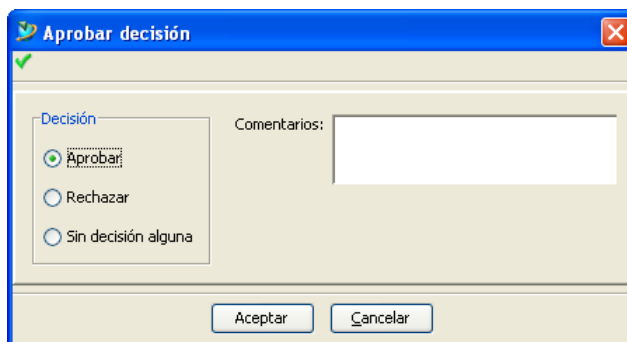 Aprobar decisión
Decisión
Comentarios:
Aprobar
Rechazar
Sin decisión alguna
Aceptar
Cancelar